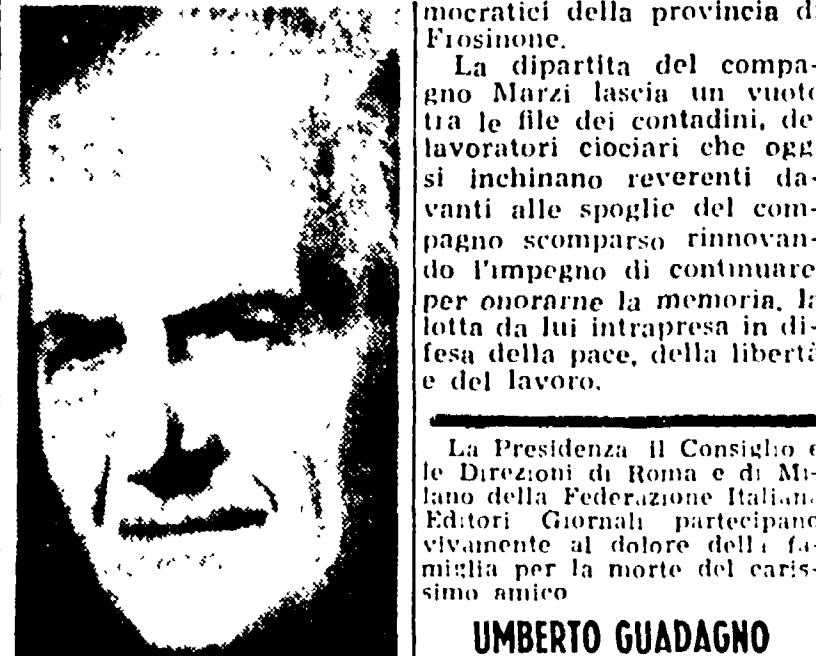 mocratici della provincia di
Frosinone.
La dipartita del compa-
gno Marzi lascia un vuoto
tra le file dei contadini, dei
lavoratori ciociari che oggi
si inchinano reverenti da-
vanti alle spoglie del com-
pagno scomparso rinnovan-
do l'impegno di continuare
per onorarne la memoria, la
lotta da lui intrapresa in di-
fesa della pace, della libertà
e del lavoro.
La Presidenza il Consiglio e
le Direzioni di Roma e di Mi-
lano della Federazione Italiana
Editori Giornali partecipano
vivamente al dolore della fa-
miglia per la morte del caris-
simo amico
UMBERTO GUADAGNO